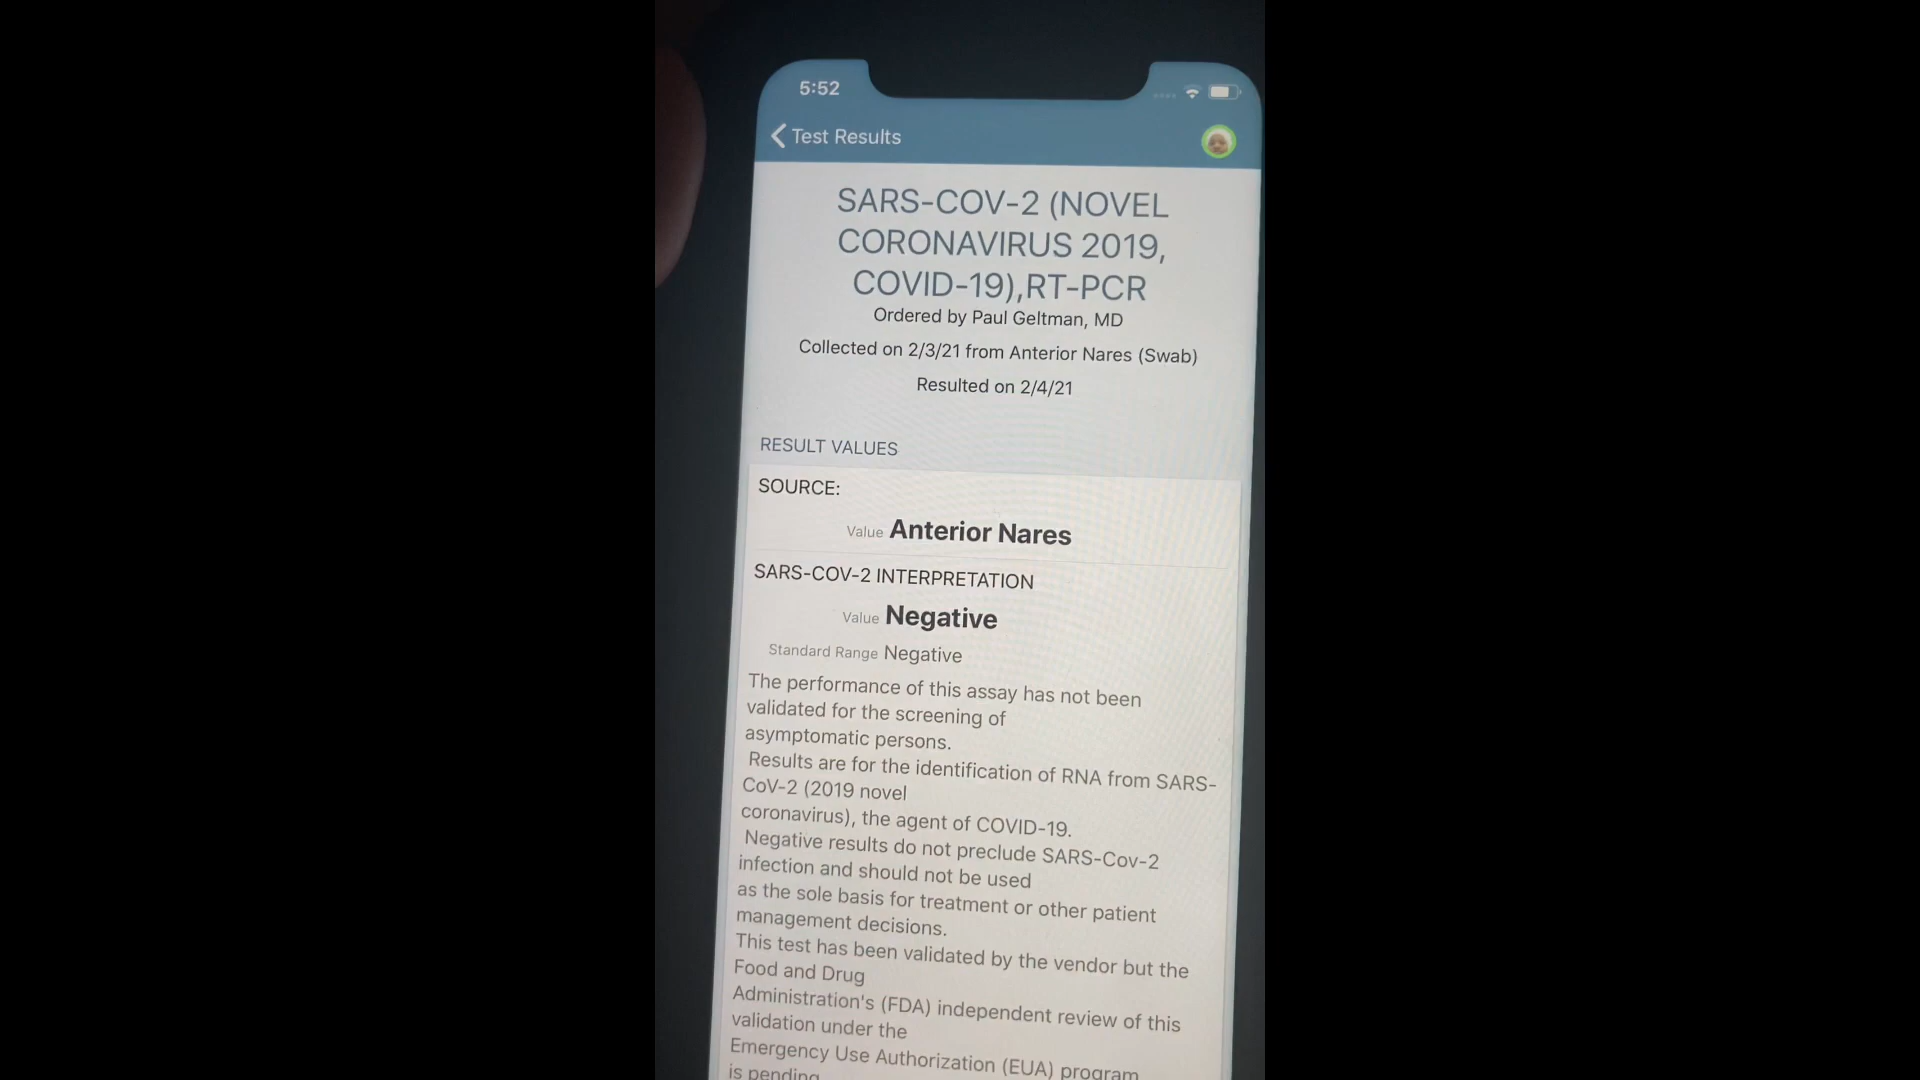 5:52
Test Results
SARS-COV-2 (NOVEL
CORONAVIRUS 2019,
COVID-19),RT-PCR
Ordered by Paul Geltman, MD
Collected on 2/3/21 from Anterior Nares (Swab)
Resulted on 2/4/21
RESULT VALUES
SOURCE:
Value Anterior Nares
SARS-COV-2 INTERPRETATION
Value Negative
Standard Range Negative
The performance of this assay has not been
validated for the screening of
asymptomatic persons.
Results are for the identification of RNA from SARS-
CoV-2 (2019 novel
coronavirus), the agent of COVID-19.
Negative results do not preclude SARS-Cov-2
infection and should not be used
as the sole basis for treatment or other patient
management decisions.
This test has been validated by the vendor but the
Food and Drug
Administration's (FDA) independent review of this
validation under the
Emergency Use Authorization (EUA) program
is pending